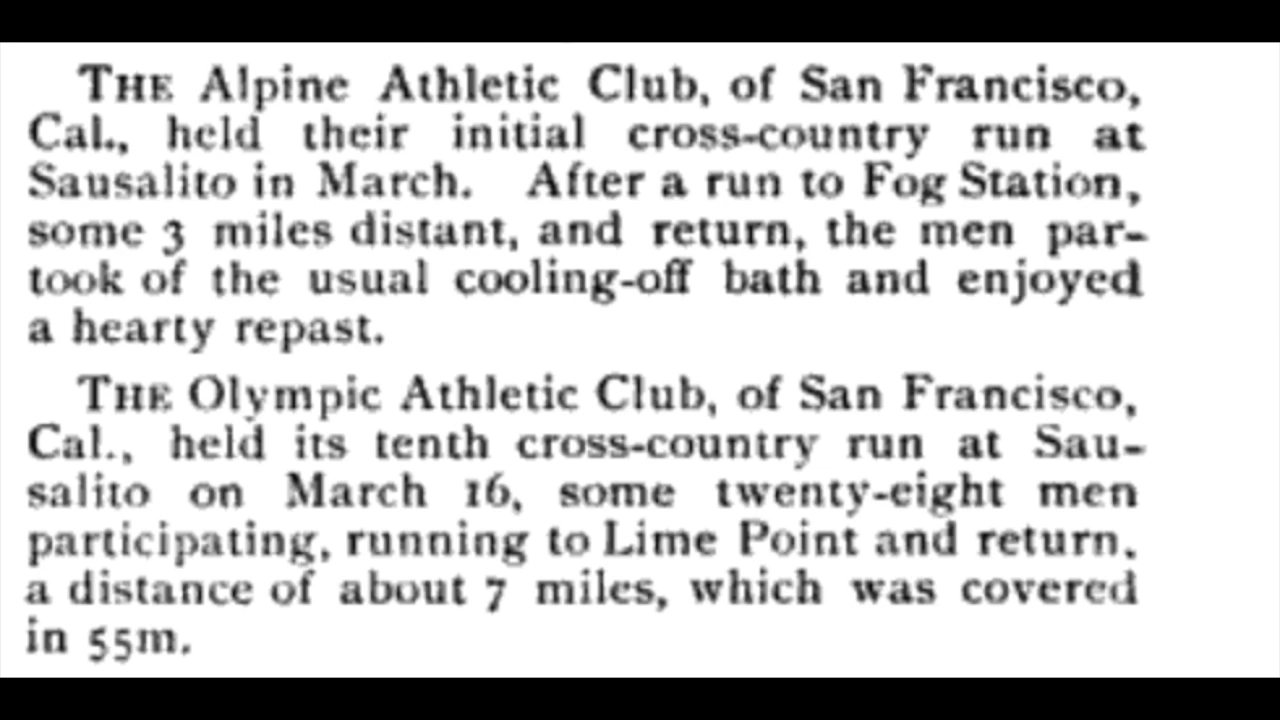 THE Alpine Athletic Club, of San Francisco,
Cal., held their initial cross-country run at
Sausalito in March. After a run to Fog Station,
some 3 miles distant, and return, the men par-
took of the usual cooling-off bath and enjoyed
a hearty repast.
THE Olympic Athletic Club, of San Francisco,
Cal., held its tenth cross-country run at Sau-
salito on March 16, some twenty-eight men
participating, running to Lime Point and return,
a distance of about 7 miles, which was covered
in 55m.